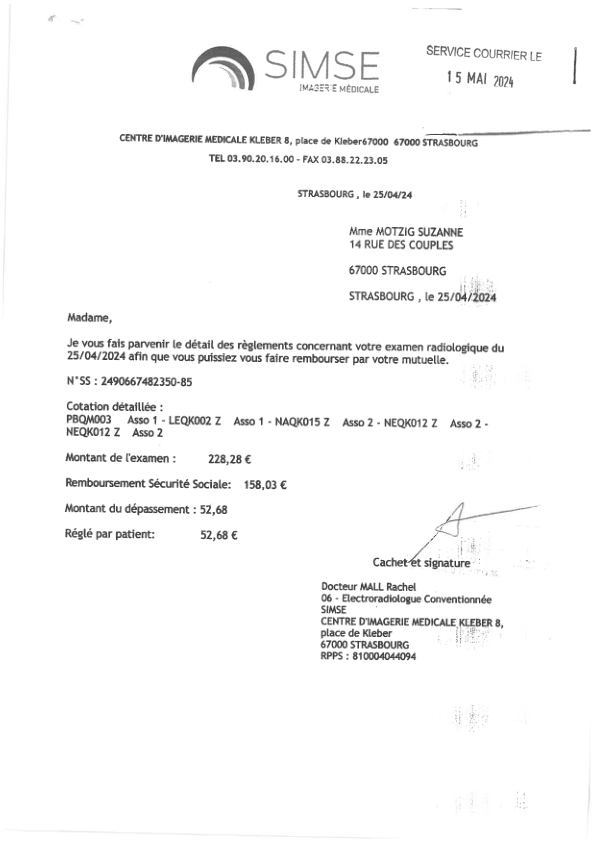 SIMSE
IMAGERIE MÉDICALE
SERVICE COURRIER LE
15 MAI 2024
CENTRE D'IMAGERIE MEDICALE KLEBER 8, place de Kleber67000 67000 STRASBOURG
TEL 03.90.20.16.00 - FAX 03.88.22.23.05
STRASBOURG , le 25/04/24
Mme MOTZIG SUZANNE
14 RUE DES COUPLES
67000 STRASBOURG
STRASBOURG , le 25/04/2024
Madame,
Je vous fais parvenir le détail des règlements concernant votre examen radiologique du
25/04/2024 afin que vous puissiez vous faire rembourser par votre mutuelle.
N°SS : 2490667482350-85
Cotation détaillée :
PBQM003 Asso 1 - LEQK002 Z Asso 1 - NAQK015 Z Asso 2 - NEQK012 Z Asso 2 -
NEQK012 Z Asso 2
Montant de l'examen : 228,28 €
Remboursement Sécurité Sociale: 158,03 €
Montant du dépassement : 52,68
Réglé par patient: 52,68 €
Cachet et signature
Docteur MALL Rachel
06 - Electroradiologue Conventionnée
SIMSE
CENTRE D'IMAGERIE MEDICALE KLEBER 8,
place de Kleber
67000 STRASBOURG
RPPS : 810004044094